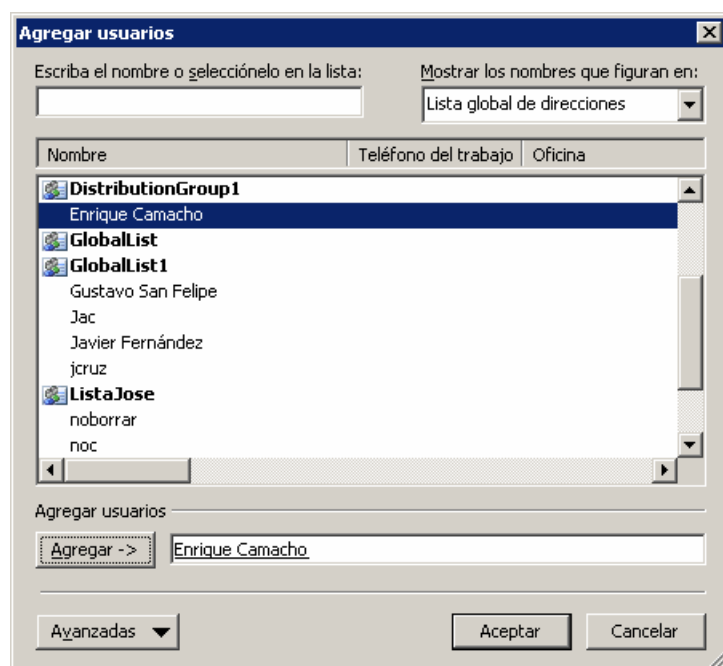 Agregar usuarios
Escriba el nombre o selecciónelo en la lista:
Mostrar los nombres que figuran en:
Lista global de direcciones
Nombre Teléfono del trabajo Oficina
DistributionGroup1
Enrique Camacho
GlobalList
GlobalList1
Gustavo San Felipe
Jac
Javier Fernández
jcruz
ListaJose
noborrar
noc
Agregar usuarios
Agregar -> Enrique Camacho
Avanzadas Aceptar Cancelar